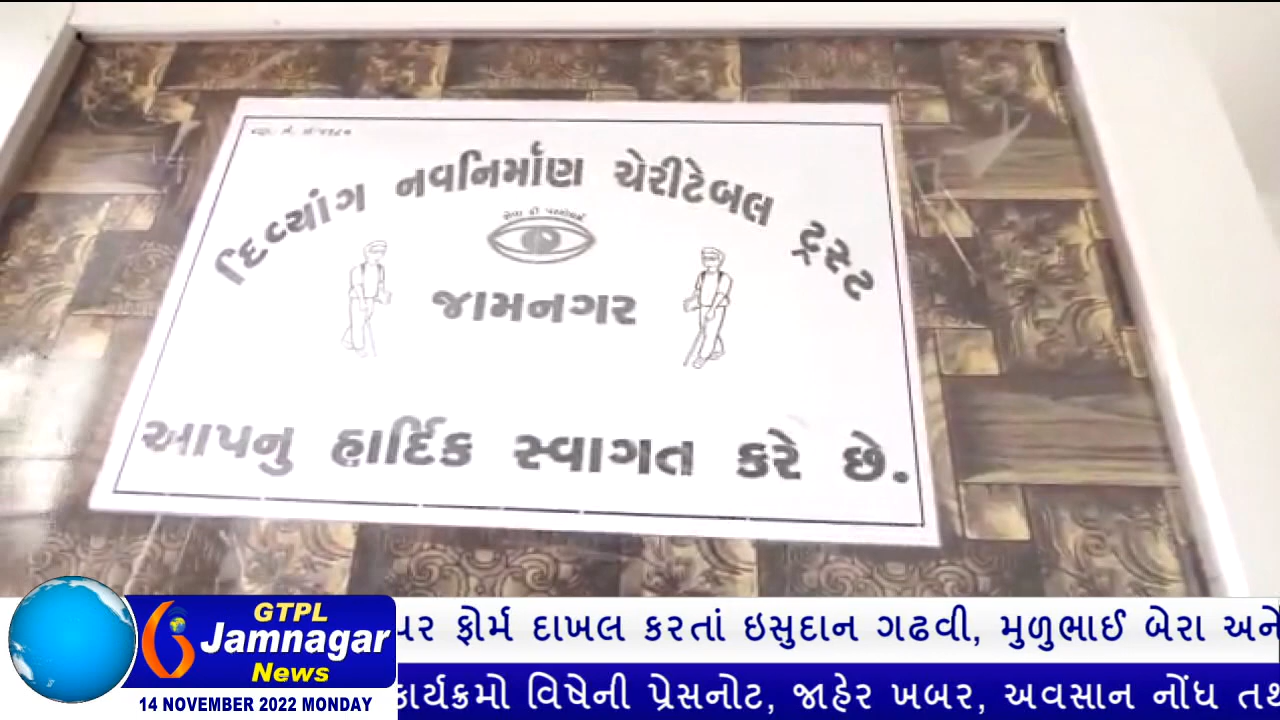 દિવ્યાંગ નવનિર્માણ ચેરીટેબલ ટ્રસ્ટ
જામનગર
આપનુ હાર્દિક સ્વાગત કરે છે.
GTPL
Jamnagar
News
14 NOVEMBER 2022 MONDAY
પર ફોર્મ દાખલ કરતાં ઇસુદાન ગઢવી, મુળુભાઈ બેરા અને
કાર્યક્રમો વિષેની પ્રેસનોટ, જાહેર ખબર, અવસાન નોંધ